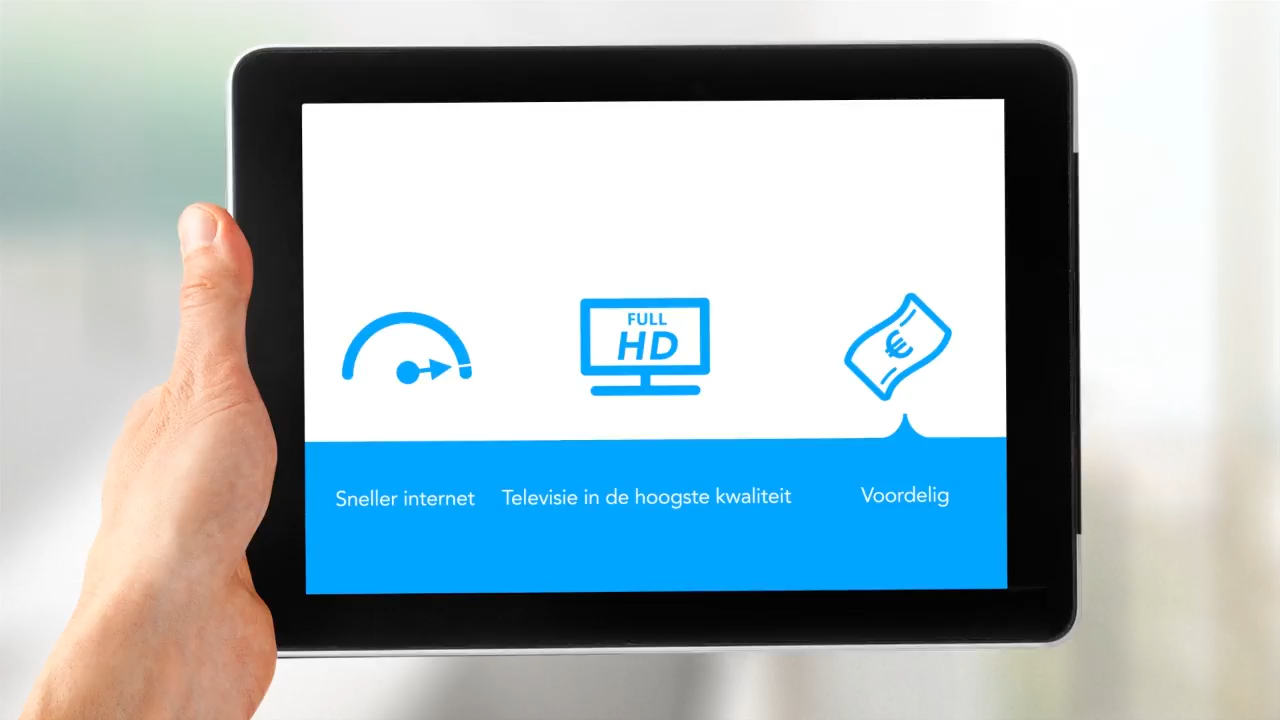 FULL
HD
€
Sneller internet
Televisie in de hoogste kwaliteit
Voordelig